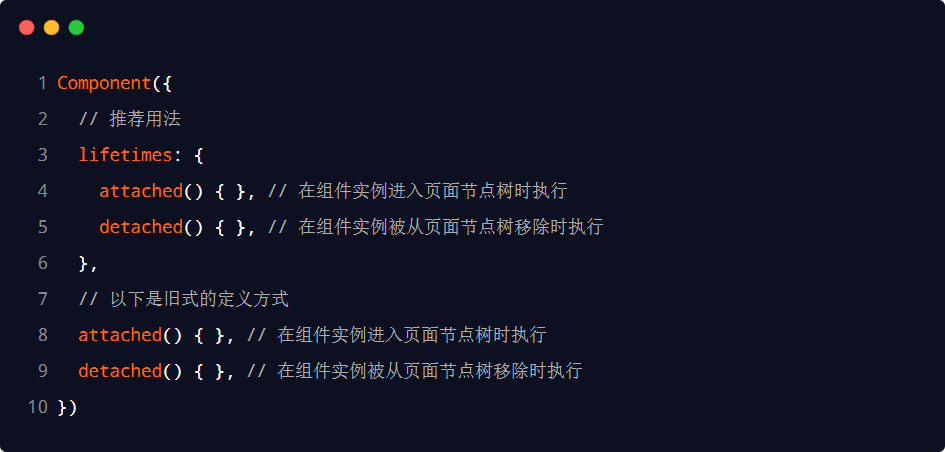 1 Component({
2 // 推荐用法
3 lifetimes: {
4 attached() { }, // 在组件实例进入页面节点树时执行
5 detached() { }, // 在组件实例被从页面节点树移除时执行
6 },
7 // 以下是旧式的定义方式
8 attached() { }, // 在组件实例进入页面节点树时执行
9 detached() { }, // 在组件实例被从页面节点树移除时执行
10 })